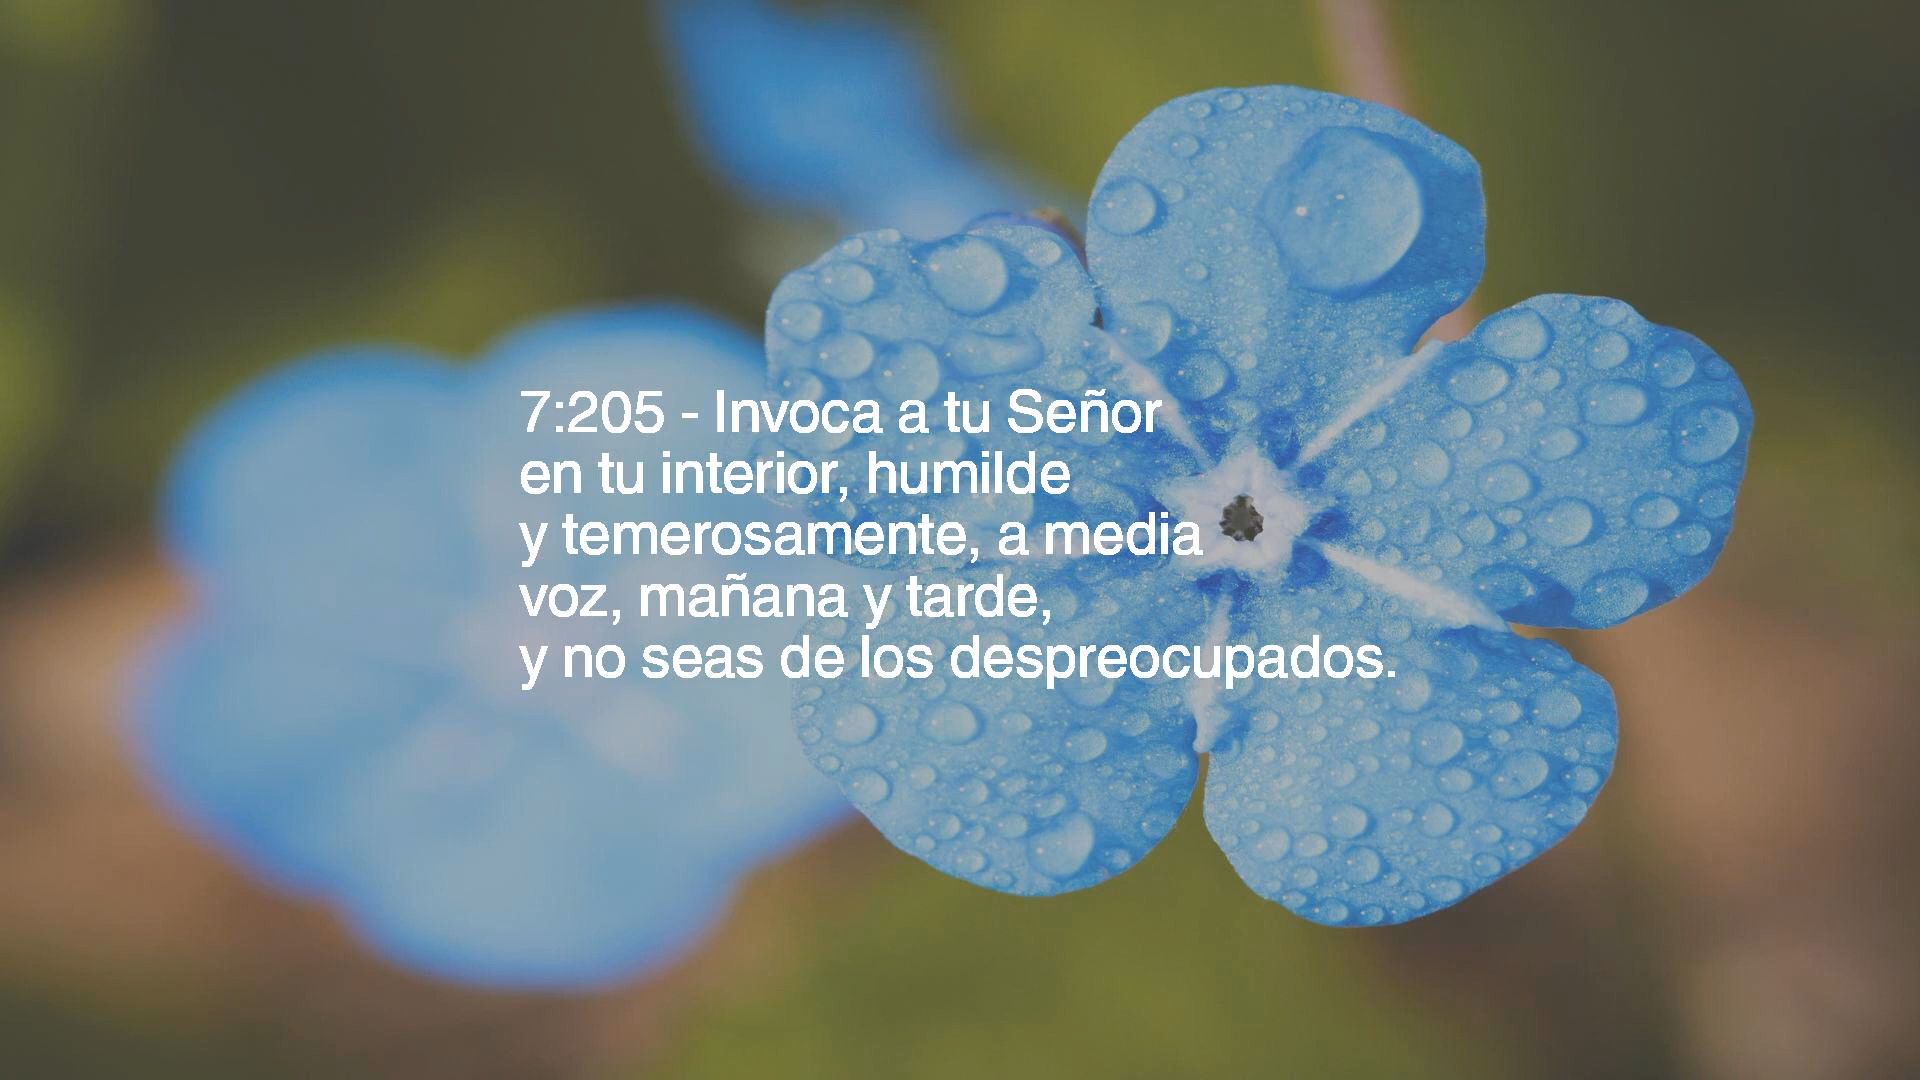 7:205 - Invoca a tu Señor
en tu interior, humilde
y temerosamente, a media
voz, mañana y tarde,
y no seas de los despreocupados.